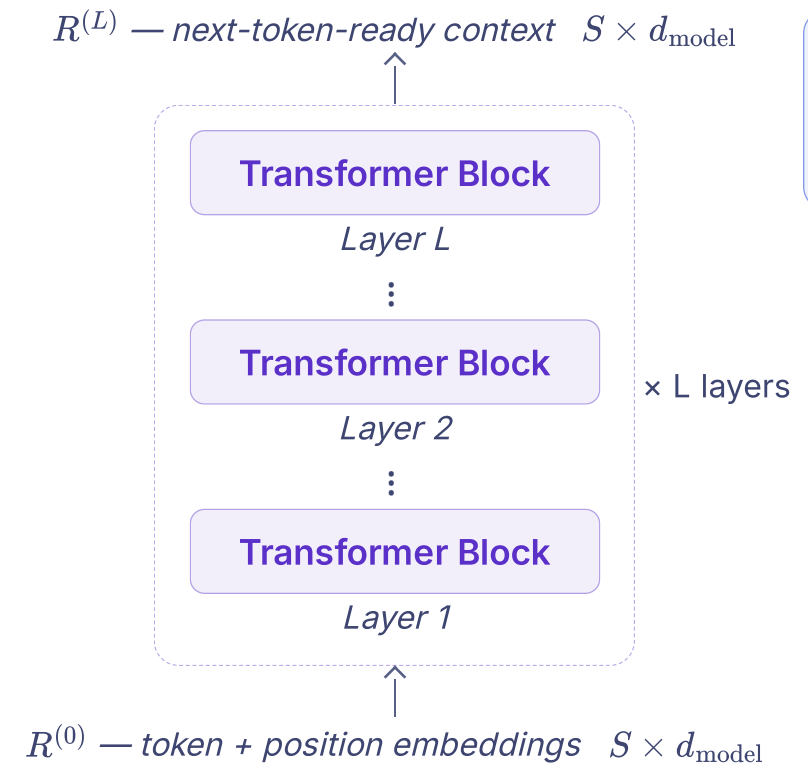 R^(L) — next-token-ready context S × d_model
Transformer Block
Layer L
⋮
Transformer Block
Layer 2
× L layers
⋮
Transformer Block
Layer 1
R^(0) — token + position embeddings S × d_model